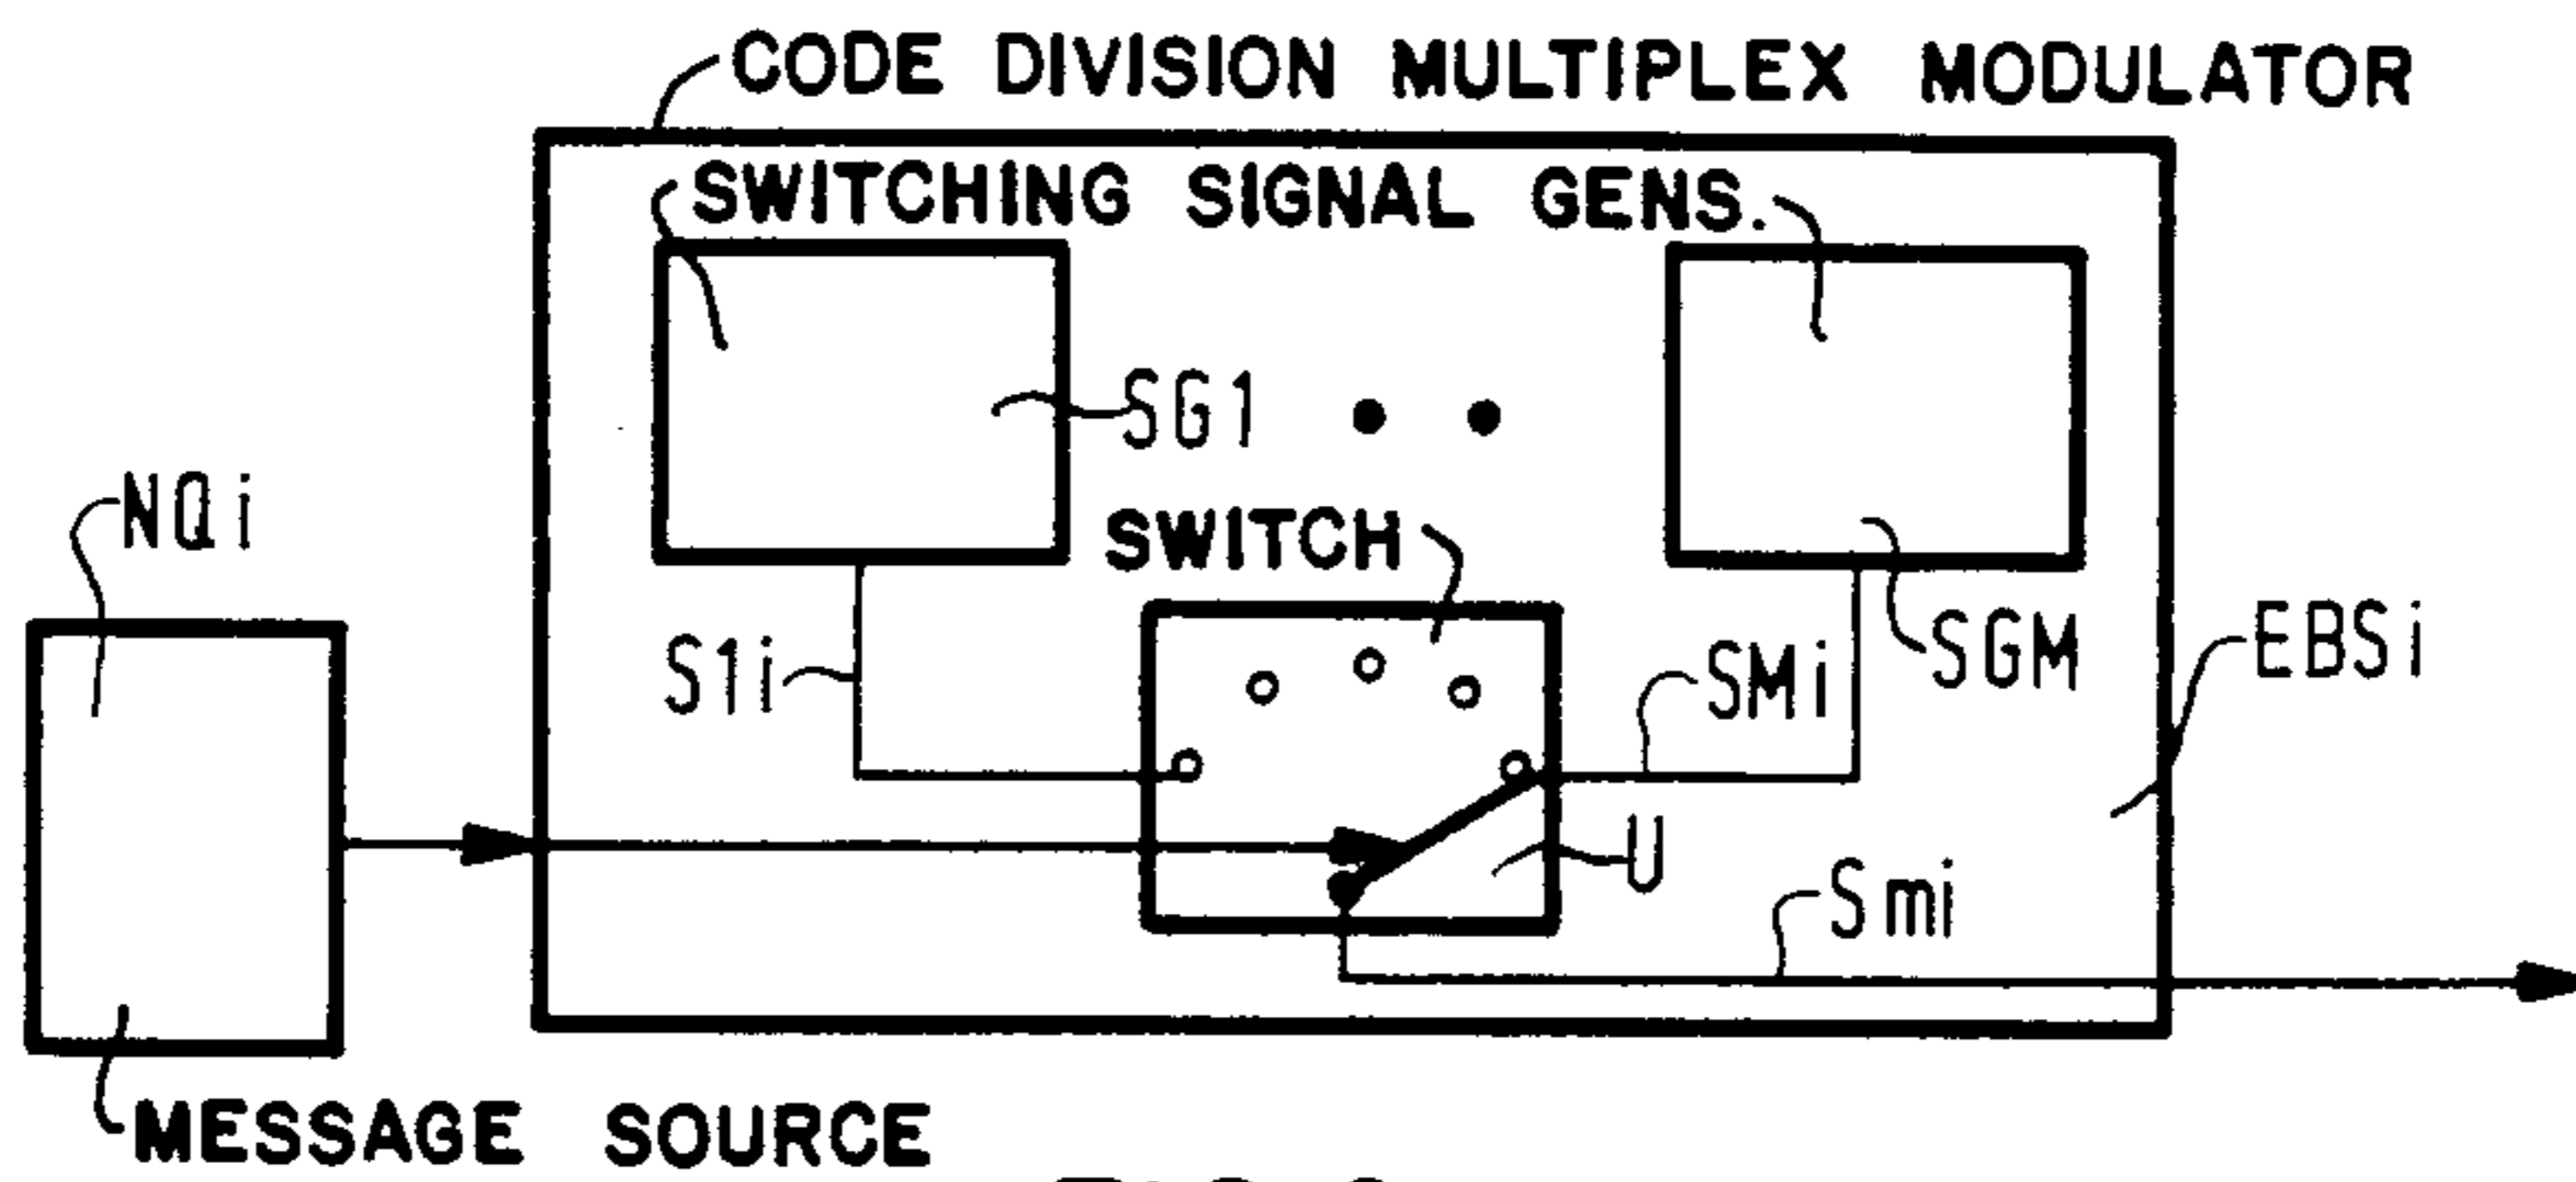 CODE DIVISION MULTIPLEX MODULATOR
SWITCHING SIGNAL GENS.
SG1
NQi
SWITCH
S1i
SMi
SGM
EBSi
U
Smi
MESSAGE SOURCE